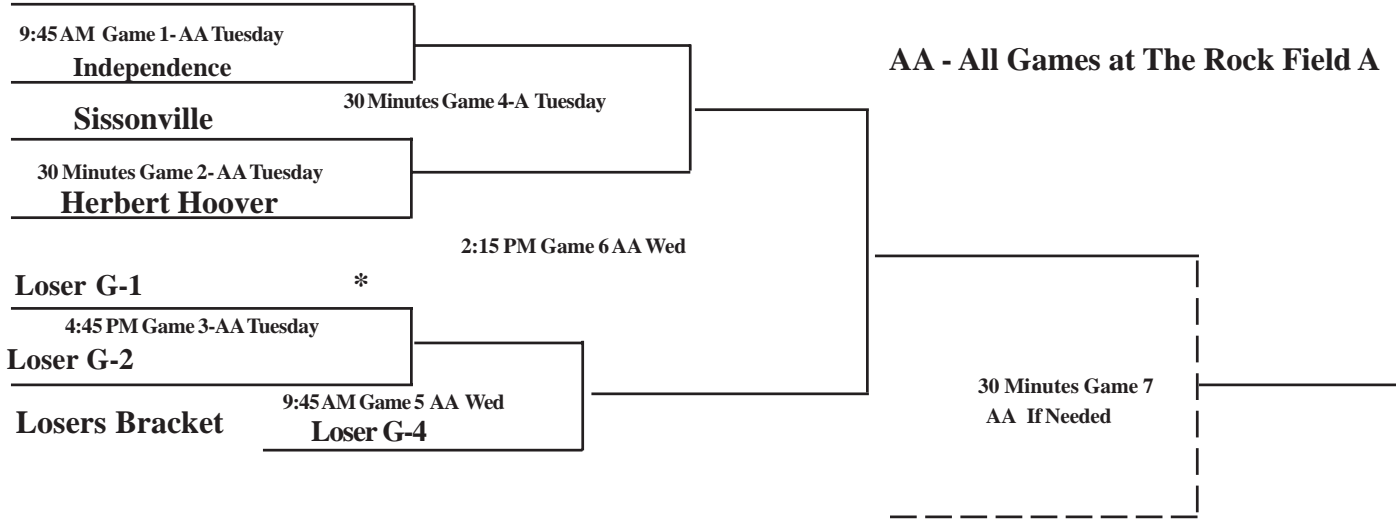 9:45 AM Game 1- AA Tuesday
Independence
AA - All Games at The Rock Field A
30 Minutes Game 4-A Tuesday
Sissonville
30 Minutes Game 2- AA Tuesday
Herbert Hoover
2:15 PM Game 6 AA Wed
Loser G-1 *
4:45 PM Game 3-AA Tuesday
Loser G-2
30 Minutes Game 7
AA If Needed
9:45 AM Game 5 AA Wed
Losers Bracket
Loser G-4